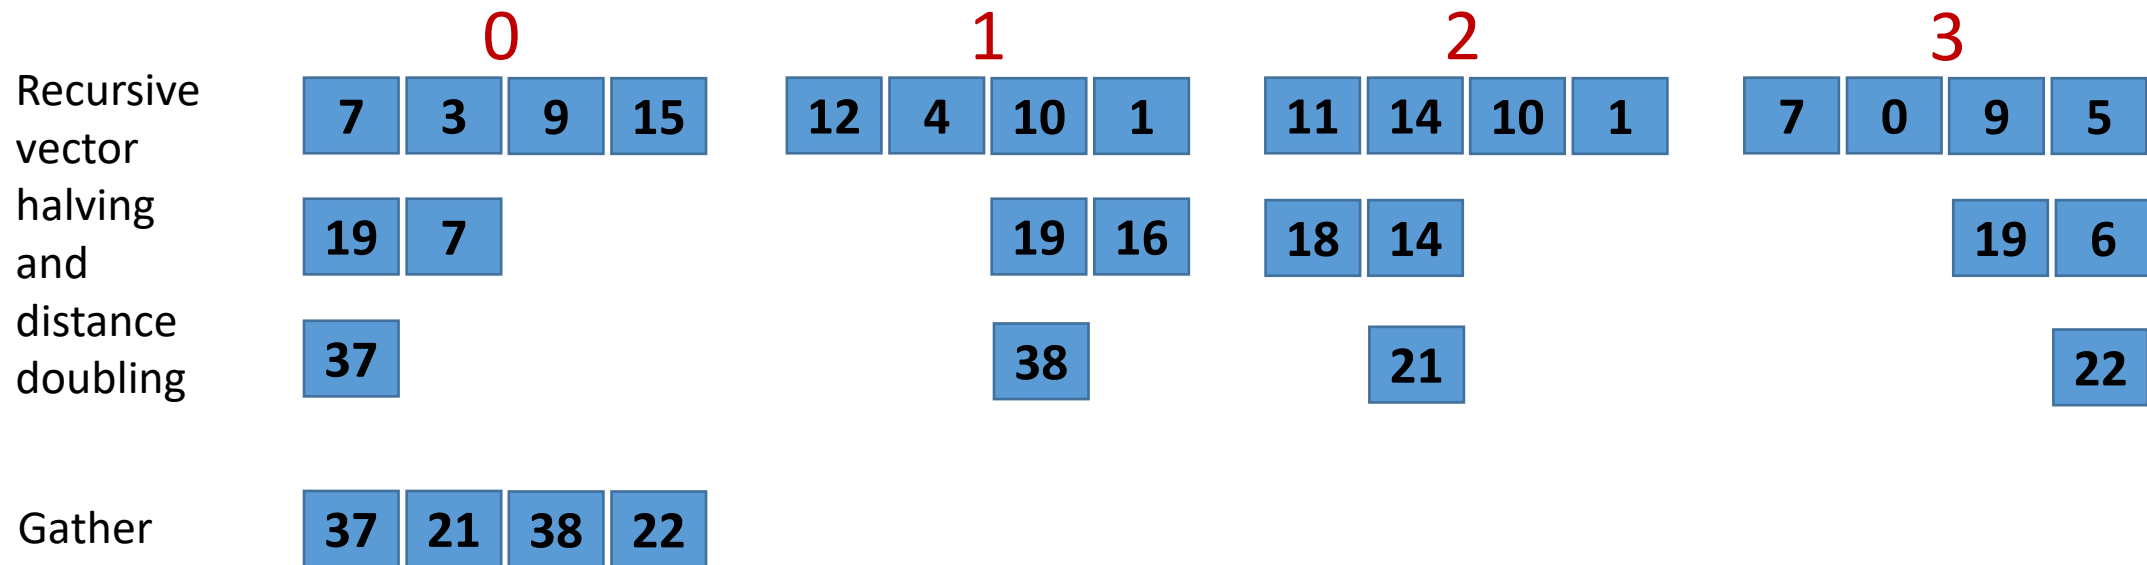 0 1 2 3
Recursive
vector
halving
and
distance
doubling
7 3 9 15 12 4 10 1 11 14 10 1 7 0 9 5
19 7 19 16 18 14 19 6
37 38 21 22
Gather 37 21 38 22